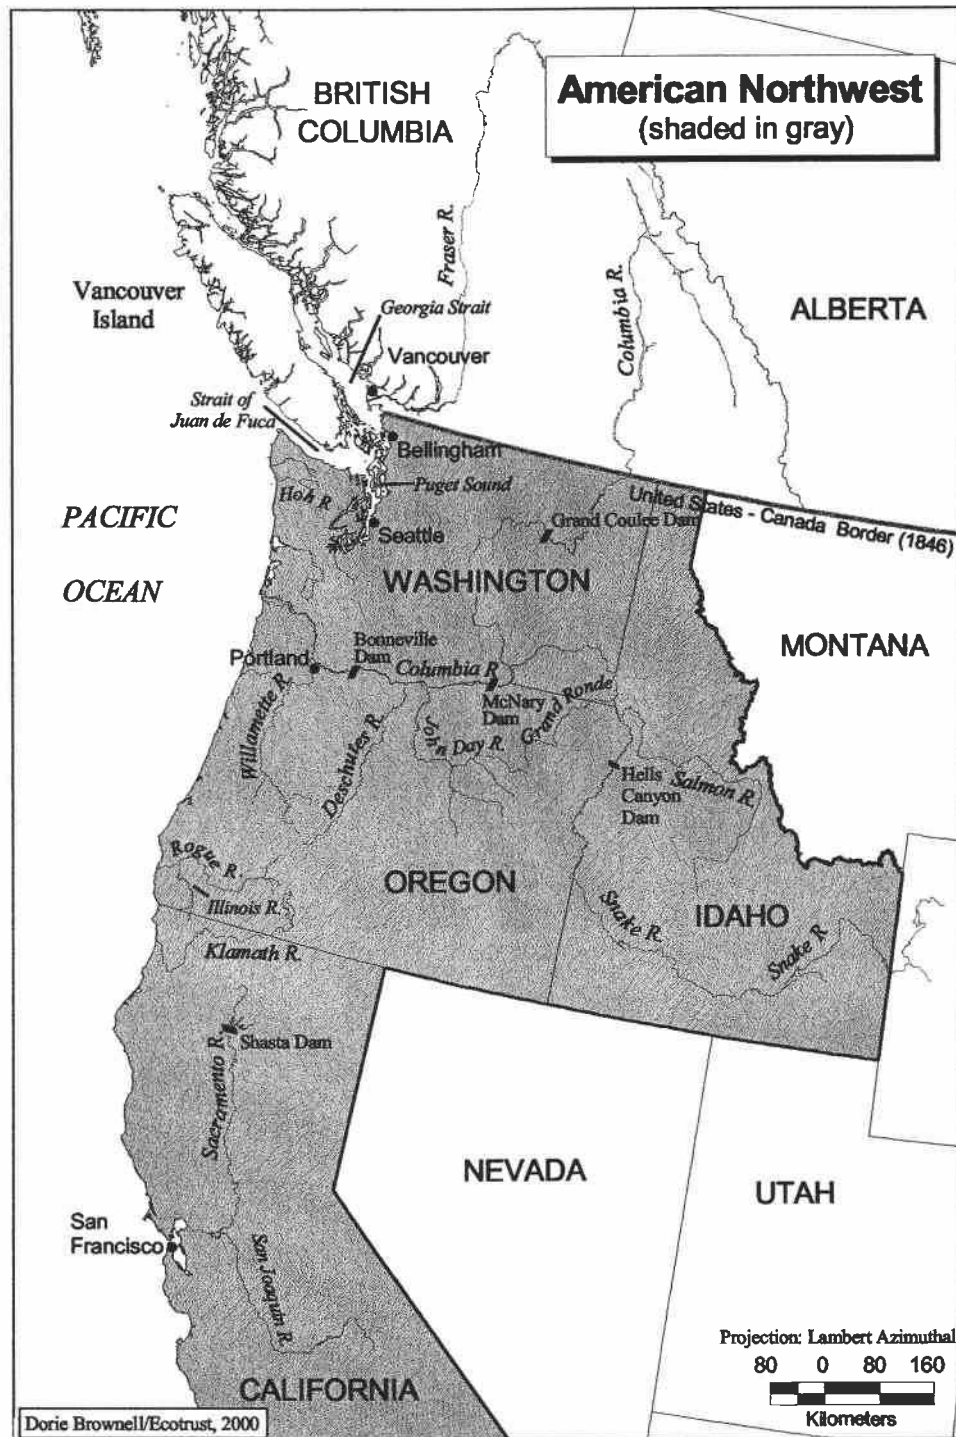 American Northwest
(shaded in gray)
BRITISH
COLUMBIA
Fraser R.
Columbia R.
ALBERTA
Vancouver
Island
Georgia Strait
Vancouver
Strait of
Juan de Fuca
Bellingham
Puget Sound
Hoh R
Seattle
United States - Canada Border (1846)
Grand Coulee Dam
PACIFIC
OCEAN
WASHINGTON
MONTANA
Bonneville
Dam
Portland
Columbia R
McNary
Dam
Grand Ronde
Willamette R.
Deschutes R.
John Day R.
Hells
Canyon
Dam
Salmon R.
Rogue R.
OREGON
Illinois R.
IDAHO
Snake R.
Snake R.
Klamath R.
Shasta Dam
Sacramento R.
NEVADA
UTAH
San
Francisco
San Joaquin R.
CALIFORNIA
Projection: Lambert Azimuthal
80 0 80 160
Kilometers
Dorie Brownell/Ecotrust, 2000